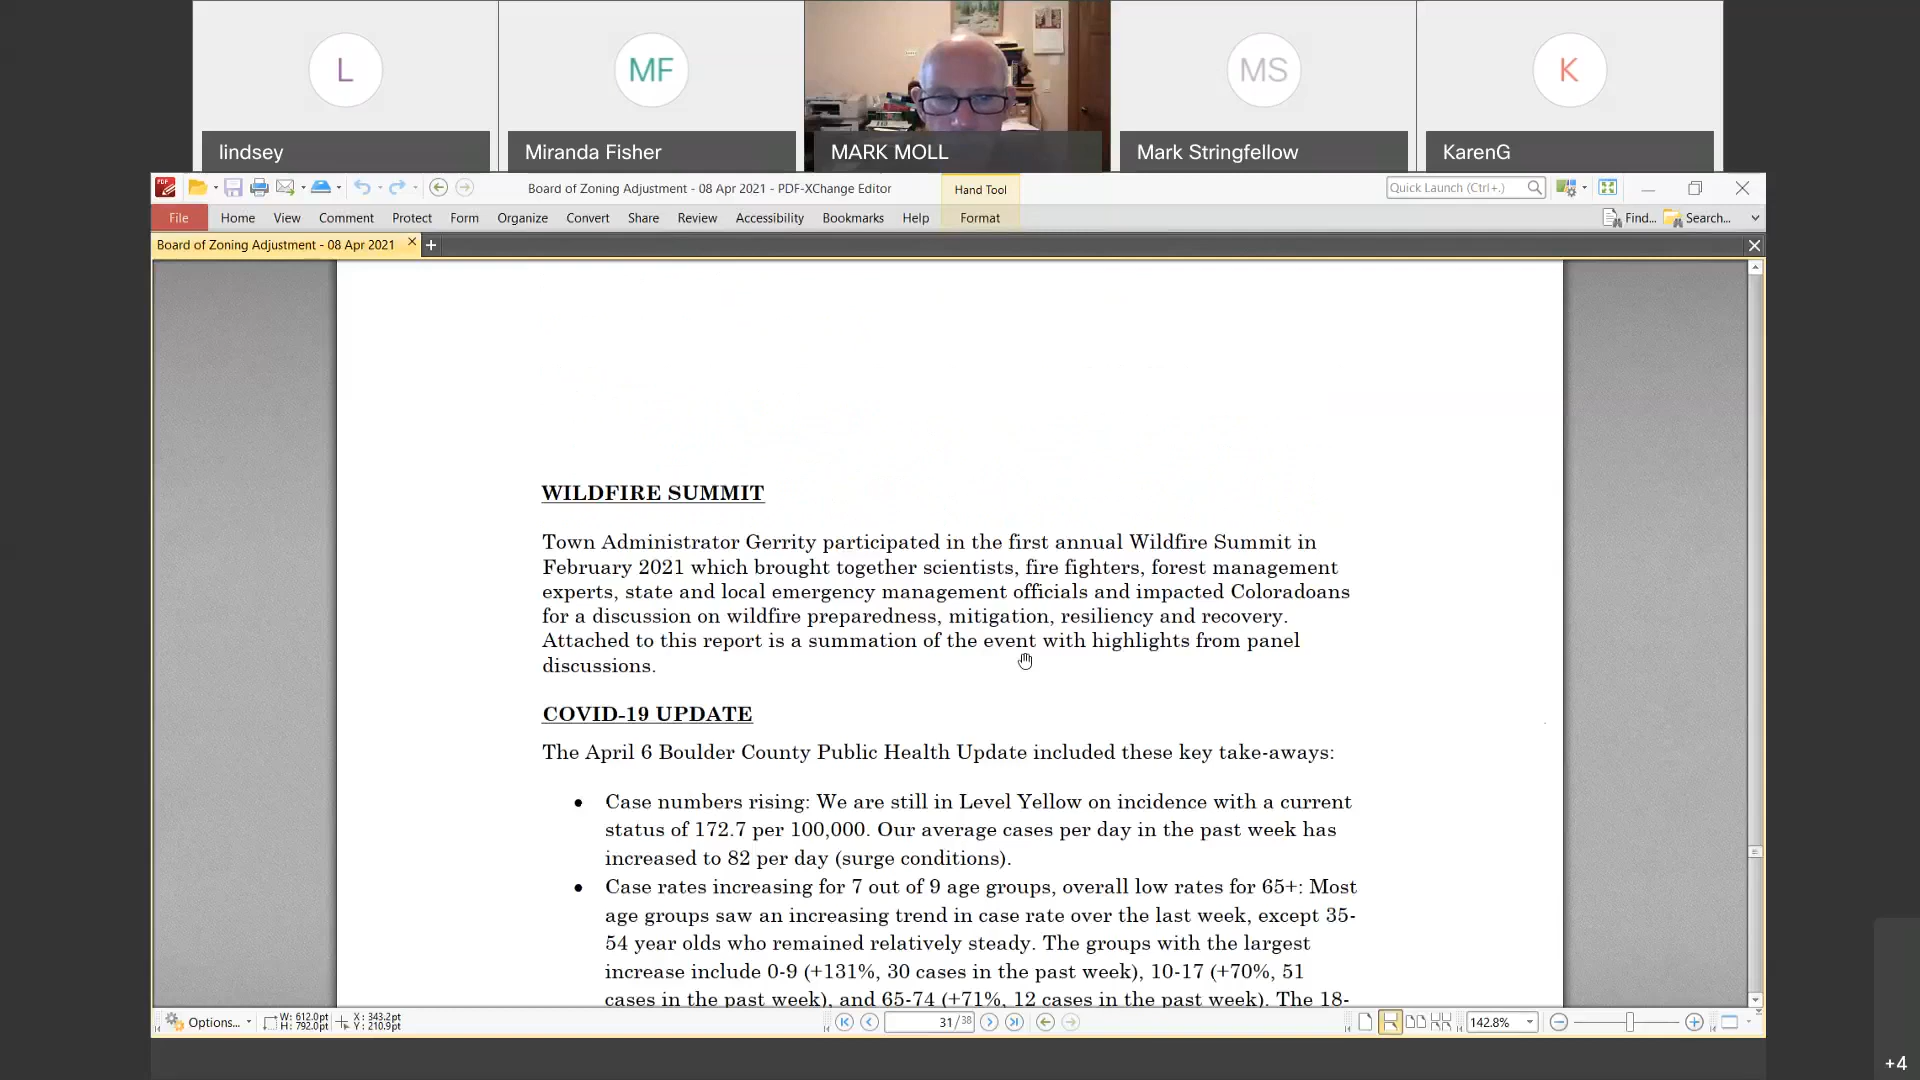 L
MF
MS
K
lindsey
Miranda Fisher
MARK MOLL
Mark Stringfellow
KarenG
Board of Zoning Adjustment - 08 Apr 2021 - PDF-XChange Editor
Hand Tool
Quick Launch (Ctrl+.)
File Home View Comment Protect Form Organize Convert Share Review Accessibility Bookmarks Help Format Find... Search...
Board of Zoning Adjustment - 08 Apr 2021
WILDFIRE SUMMIT
Town Administrator Gerrity participated in the first annual Wildfire Summit in
February 2021 which brought together scientists, fire fighters, forest management
experts, state and local emergency management officials and impacted Coloradoans
for a discussion on wildfire preparedness, mitigation, resiliency and recovery.
Attached to this report is a summation of the event with highlights from panel
discussions.
COVID-19 UPDATE
The April 6 Boulder County Public Health Update included these key take-aways:
• Case numbers rising: We are still in Level Yellow on incidence with a current
status of 172.7 per 100,000. Our average cases per day in the past week has
increased to 82 per day (surge conditions).
• Case rates increasing for 7 out of 9 age groups, overall low rates for 65+: Most
age groups saw an increasing trend in case rate over the last week, except 35-
54 year olds who remained relatively steady. The groups with the largest
increase include 0-9 (+131%, 30 cases in the past week), 10-17 (+70%, 51
cases in the past week), and 65-74 (+71%, 12 cases in the past week). The 18-
Options...
W: 612.0pt
H: 792.0pt
X: 343.2pt
Y: 210.9pt
31 / 38
142.8%
+4